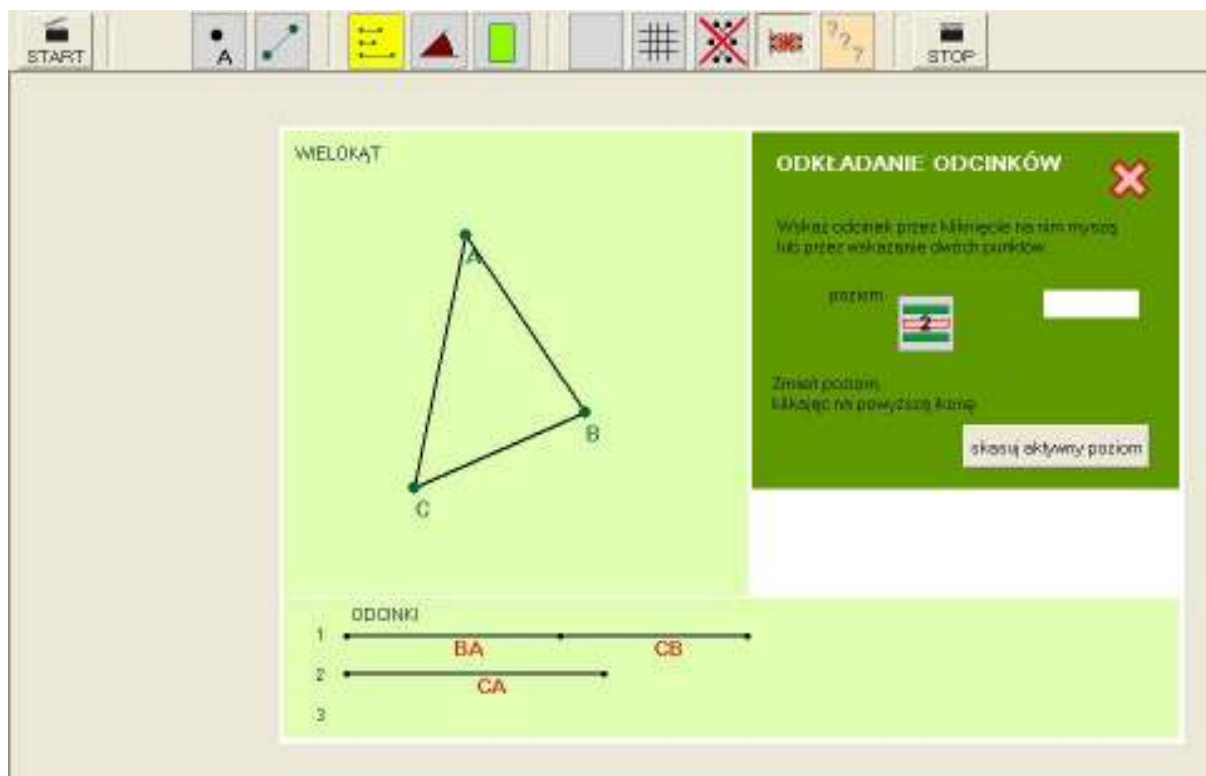 START
A
? ? ?
STOP
WIELOKĄT
A
B
C
ODKŁADANIE ODCINKÓW
Wskaż odcinek przez kliknięcie na nim myszą
lub przez wskazanie dwóch punktów
poziom
2
Zmień poziom,
klikając na powyższą ikonę
skasuj aktywny poziom
ODCINKI
1
BA
CB
2
CA
3